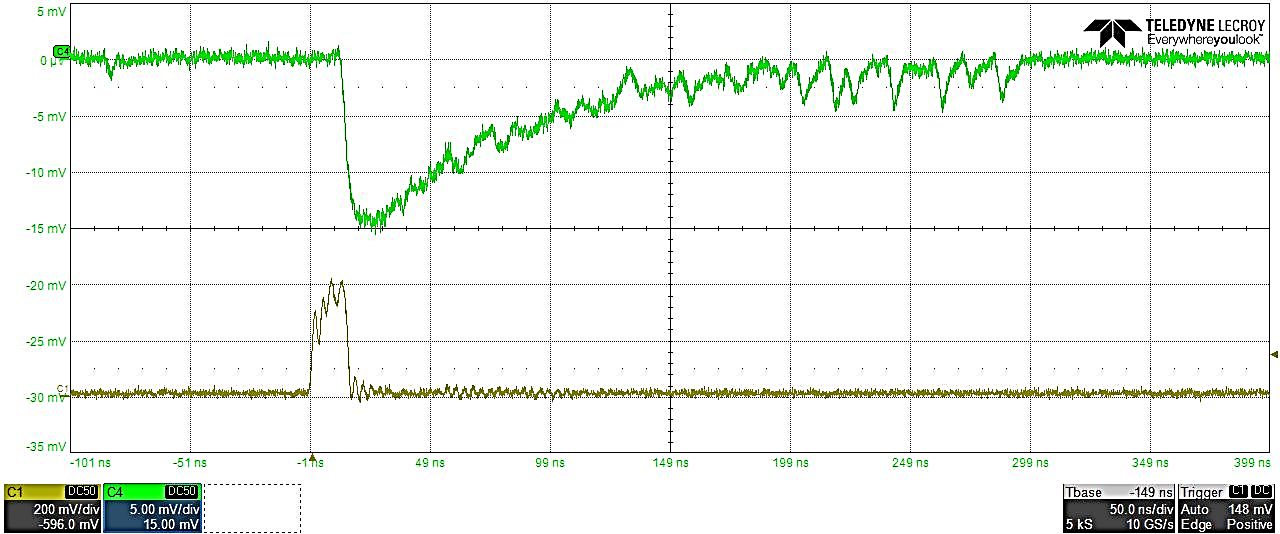 5 mV
TELEDYNE LECROY
Everywhereyoulook™
C4
0 µV
-5 mV
-10 mV
-15 mV
-20 mV
-25 mV
C1
-30 mV
-35 mV
-101 ns -51 ns -1 ns 49 ns 99 ns 149 ns 199 ns 249 ns 299 ns 349 ns 399 ns
C1 DC50
200 mV/div
-596.0 mV
C4 DC50
5.00 mV/div
15.00 mV
Tbase -149 ns
50.0 ns/div
5 kS 10 GS/s
Trigger C1 DC
Auto 148 mV
Edge Positive